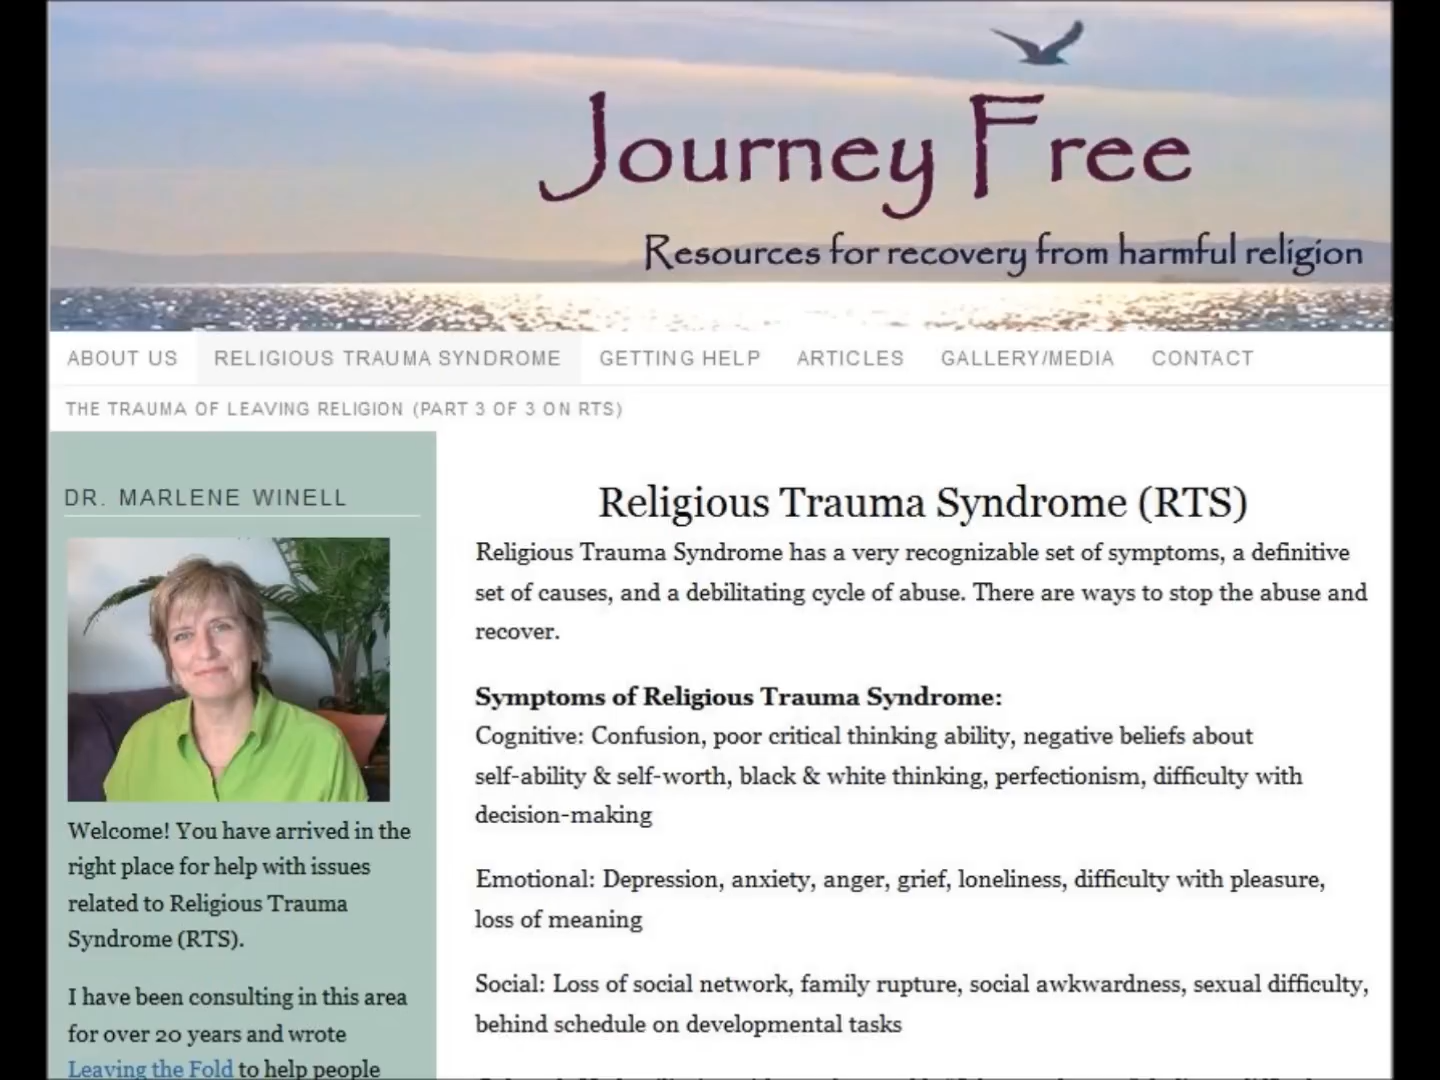 Journey Free
Resources for recovery from harmful religion
ABOUT US RELIGIOUS TRAUMA SYNDROME GETTING HELP ARTICLES GALLERY/MEDIA CONTACT
THE TRAUMA OF LEAVING RELIGION (PART 3 OF 3 ON RTS)
DR. MARLENE WINELL
Welcome! You have arrived in the
right place for help with issues
related to Religious Trauma
Syndrome (RTS).
I have been consulting in this area
for over 20 years and wrote
Leaving the Fold to help people
Religious Trauma Syndrome (RTS)
Religious Trauma Syndrome has a very recognizable set of symptoms, a definitive
set of causes, and a debilitating cycle of abuse. There are ways to stop the abuse and
recover.
Symptoms of Religious Trauma Syndrome:
Cognitive: Confusion, poor critical thinking ability, negative beliefs about
self-ability & self-worth, black & white thinking, perfectionism, difficulty with
decision-making
Emotional: Depression, anxiety, anger, grief, loneliness, difficulty with pleasure,
loss of meaning
Social: Loss of social network, family rupture, social awkwardness, sexual difficulty,
behind schedule on developmental tasks